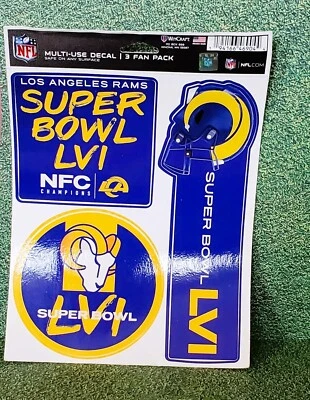 NFL
MULTI-USE DECAL | 3 FAN PACK
SAFE ON ANY SURFACE
WINCRAFT
NFL.COM
LOS ANGELES RAMS
SUPER
BOWL
LVI
NFC
CHAMPIONS
SUPER BOWL
LVI
LVI
SUPER BOWL